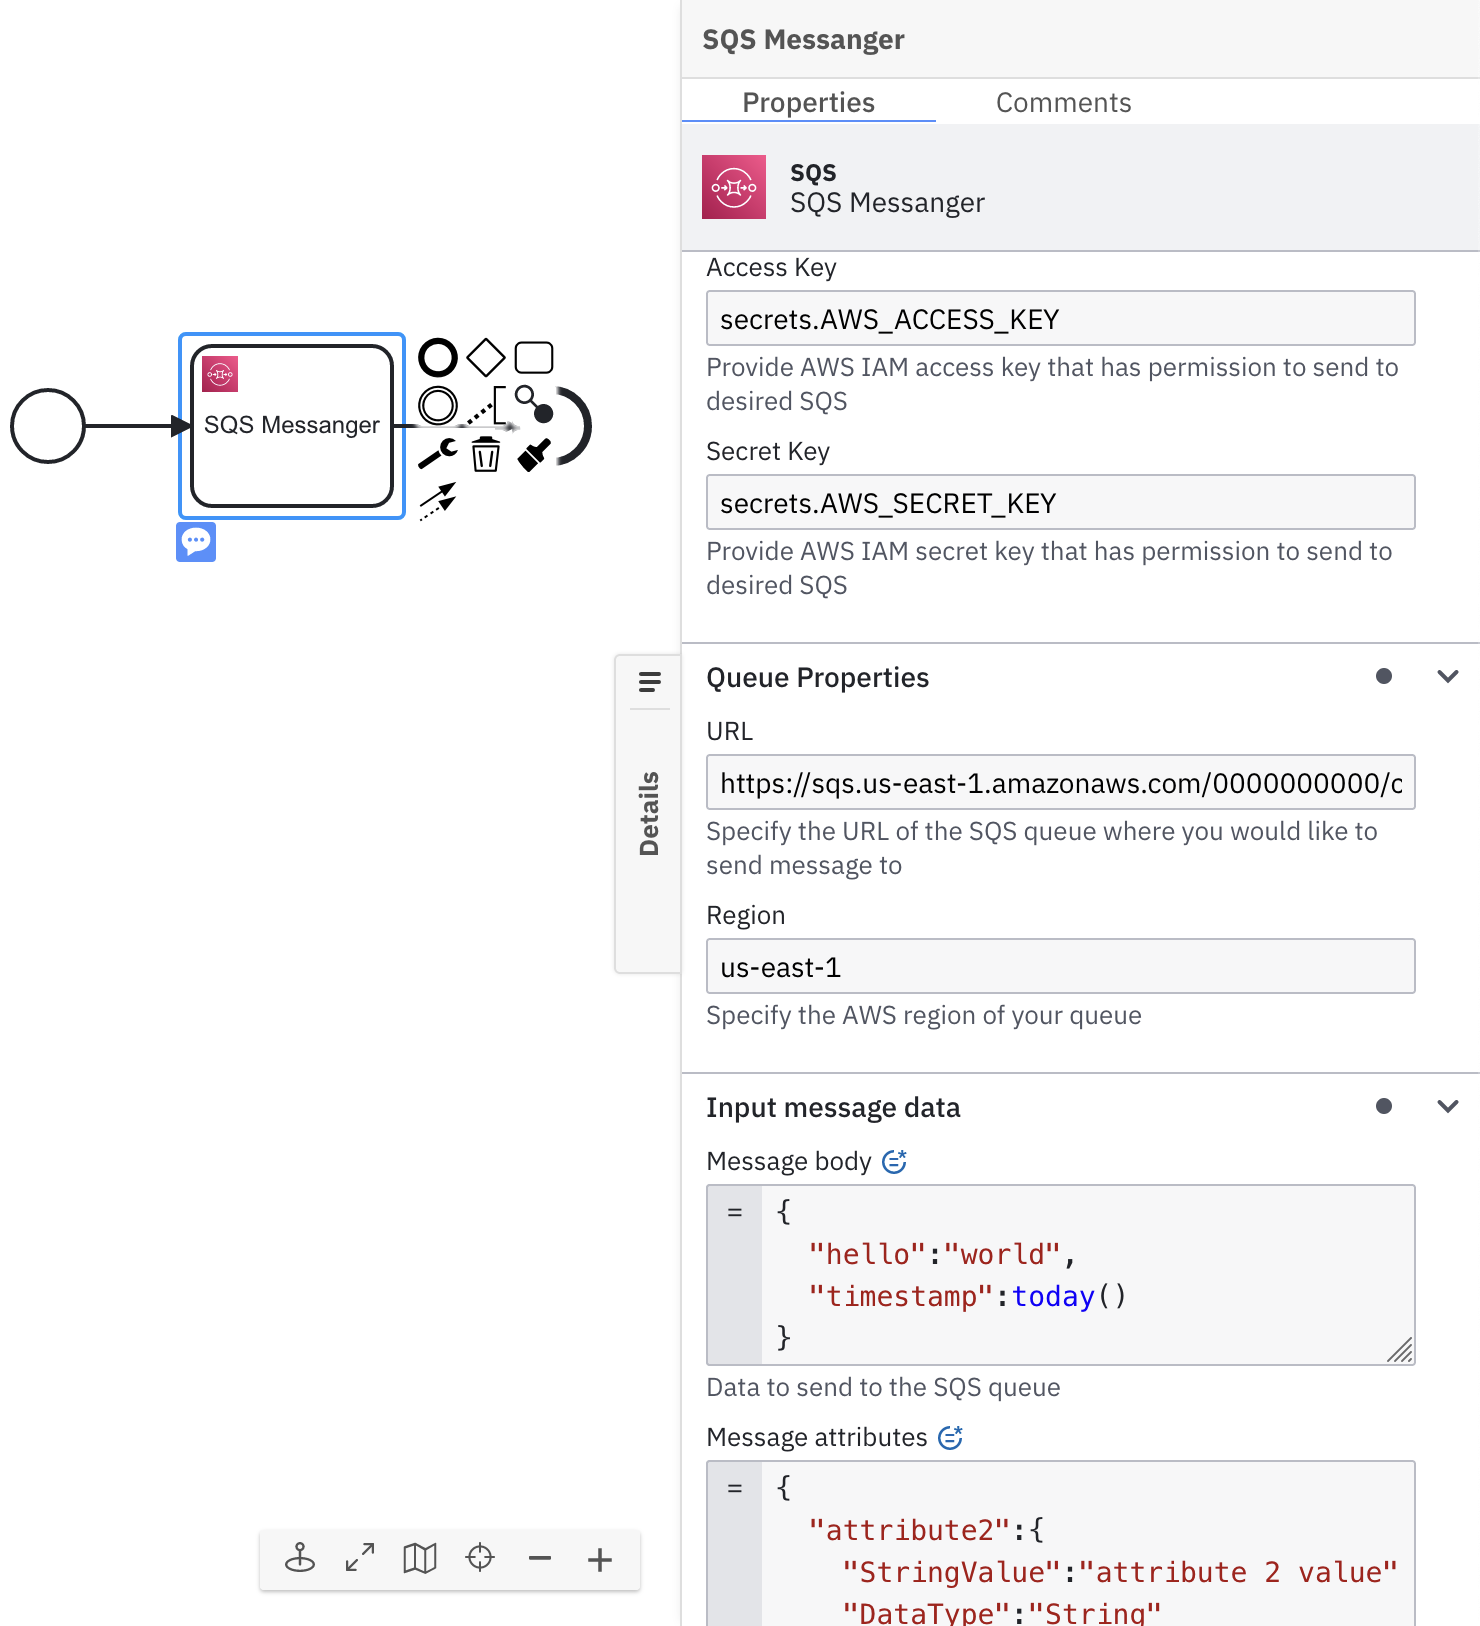 SQS Messanger
Properties
Comments
SQS
SQS Messanger
Access Key
secrets.AWS_ACCESS_KEY
Provide AWS IAM access key that has permission to send to
desired SQS
Secret Key
secrets.AWS_SECRET_KEY
Provide AWS IAM secret key that has permission to send to
desired SQS
SQS Messanger
Details
Queue Properties
URL
https://sqs.us-east-1.amazonaws.com/0000000000/c
Specify the URL of the SQS queue where you would like to
send message to
Region
us-east-1
Specify the AWS region of your queue
Input message data
Message body
= {
"hello":"world",
"timestamp":today()
}
Data to send to the SQS queue
Message attributes
= {
"attribute2":{
"StringValue":"attribute 2 value"
"DataType":"String"